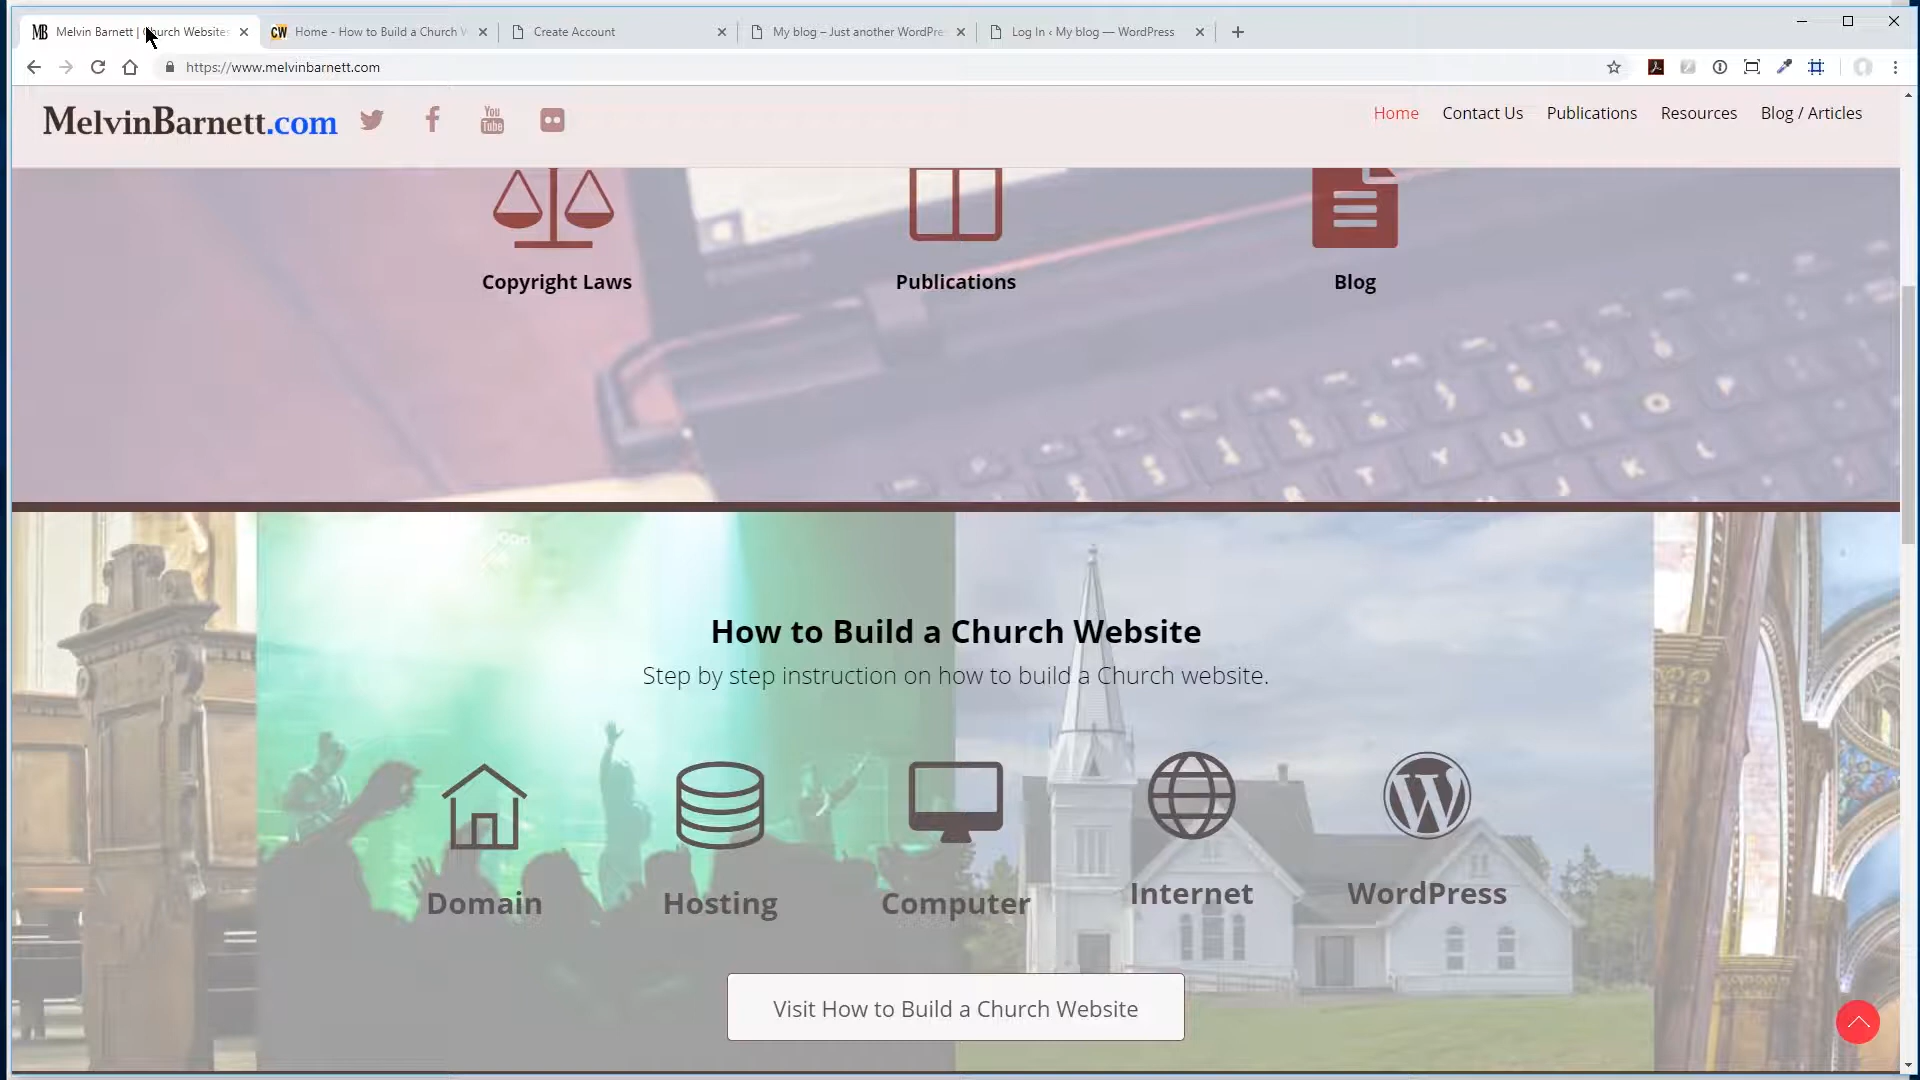 Melvin Barnett | Church Websites
Home - How to Build a Church W
Create Account
My blog – Just another WordPre
Log In ‹ My blog — WordPress
https://www.melvinbarnett.com
MelvinBarnett.com
You
Tube
Home
Contact Us
Publications
Resources
Blog / Articles
Copyright Laws
Publications
Blog
How to Build a Church Website
Step by step instruction on how to build a Church website.
Domain
Hosting
Computer
Internet
WordPress
Visit How to Build a Church Website